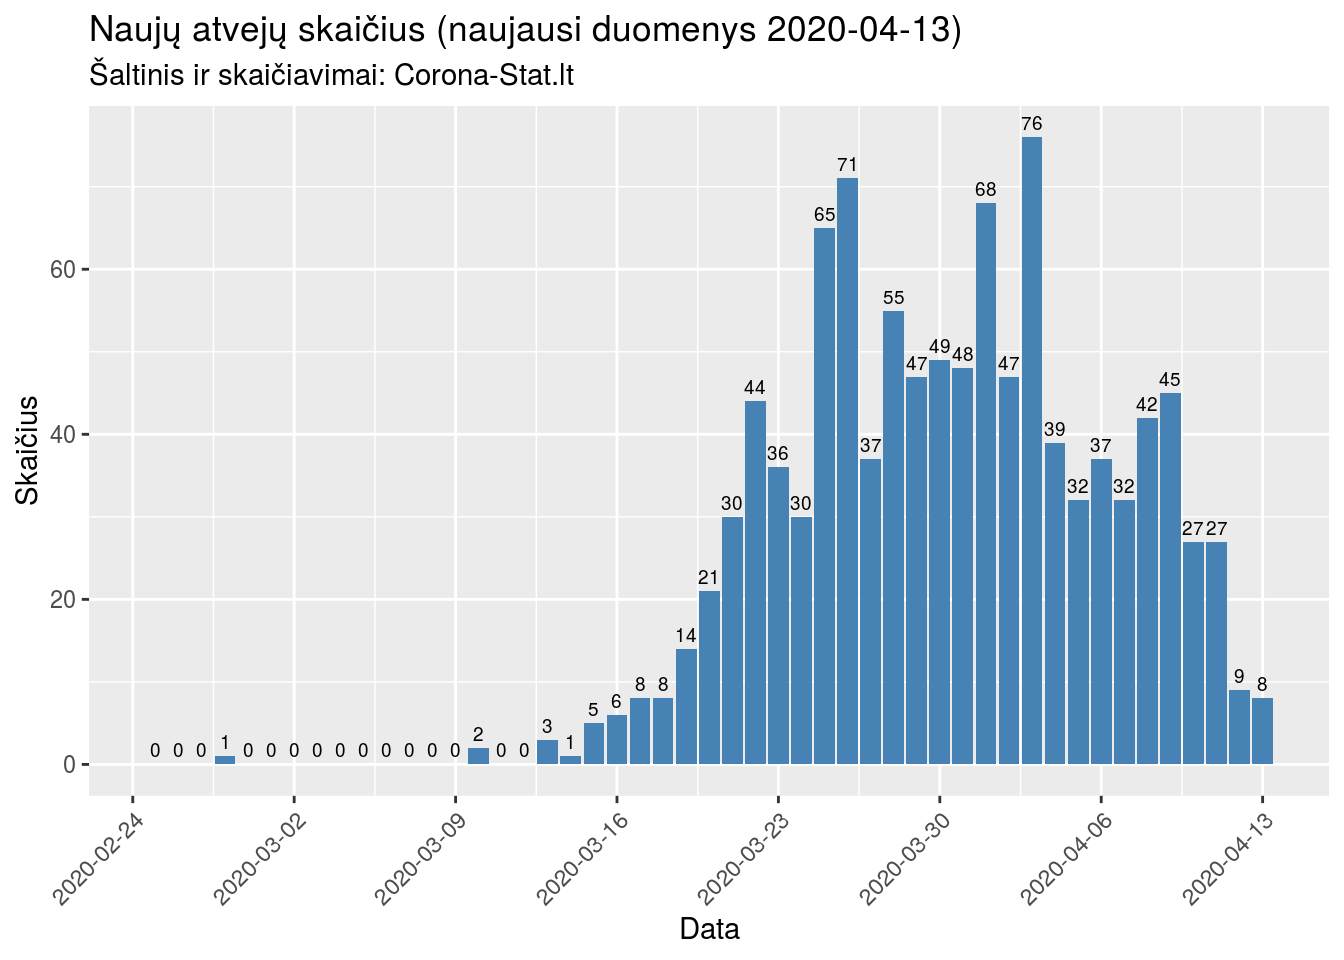 Naujų atvejų skaičius (naujausi duomenys 2020-04-13)
Šaltinis ir skaičiavimai: Corona-Stat.lt
Skaičius
60
40
20
0
0 0 0 1 0 0 0 0 0 0 0 0 0 0 2 0 0 3 1 5 6 8 8 14 21 30 44 36 30 65 71 37 55 47 49 48 68 47 76 39 32 37 32 42 45 27 27 9 8
2020-02-24 2020-03-02 2020-03-09 2020-03-16 2020-03-23 2020-03-30 2020-04-06 2020-04-13
Data